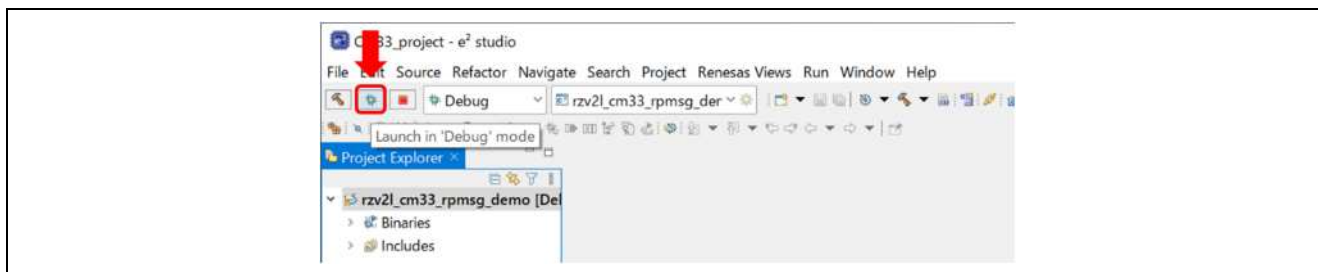 33_project - e² studio
File Edit Source Refactor Navigate Search Project Renesas Views Run Window Help
Debug rzv2l_cm33_rpmsg_der
Launch in 'Debug' mode
Project Explorer
rzv2l_cm33_rpmsg_demo [Del
Binaries
Includes